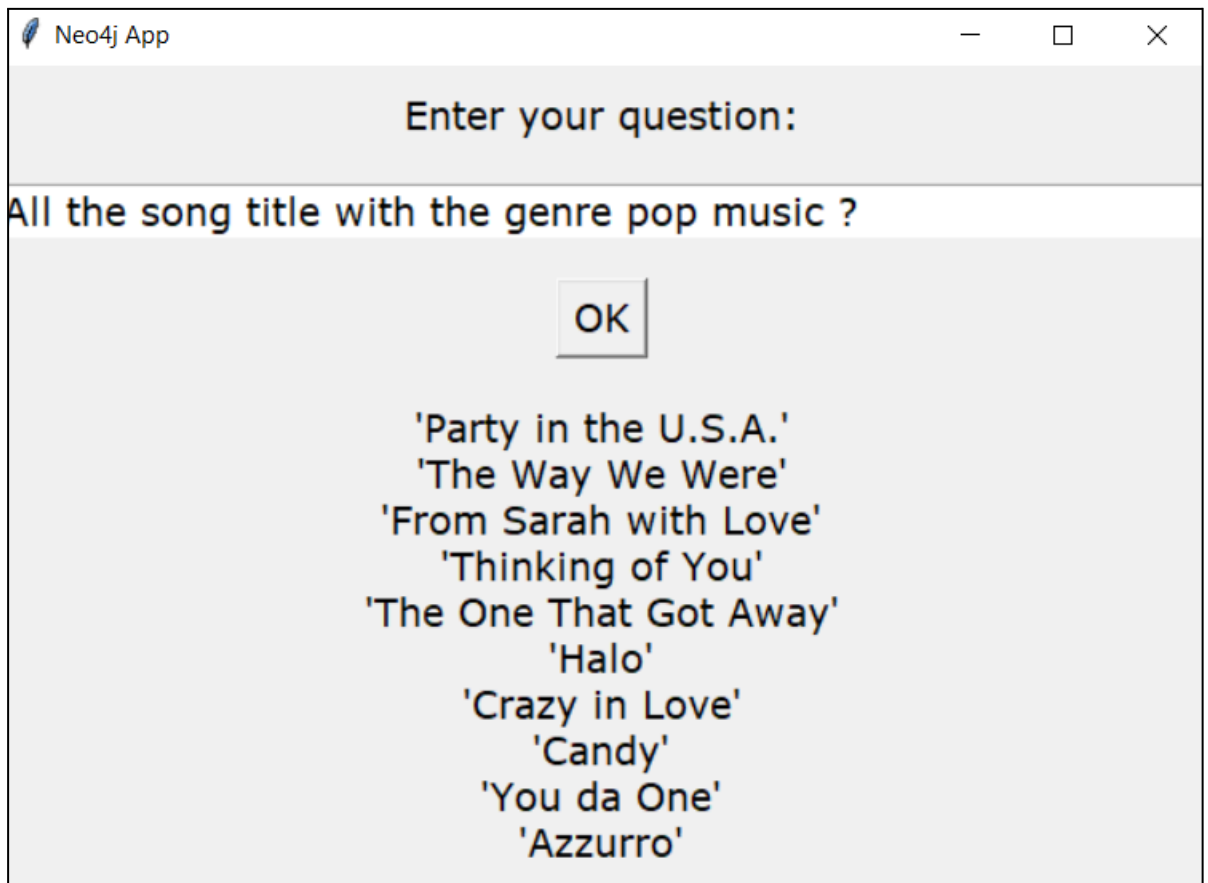 Neo4j App
Enter your question:
All the song title with the genre pop music ?
OK
'Party in the U.S.A.'
'The Way We Were'
'From Sarah with Love'
'Thinking of You'
'The One That Got Away'
'Halo'
'Crazy in Love'
'Candy'
'You da One'
'Azzurro'